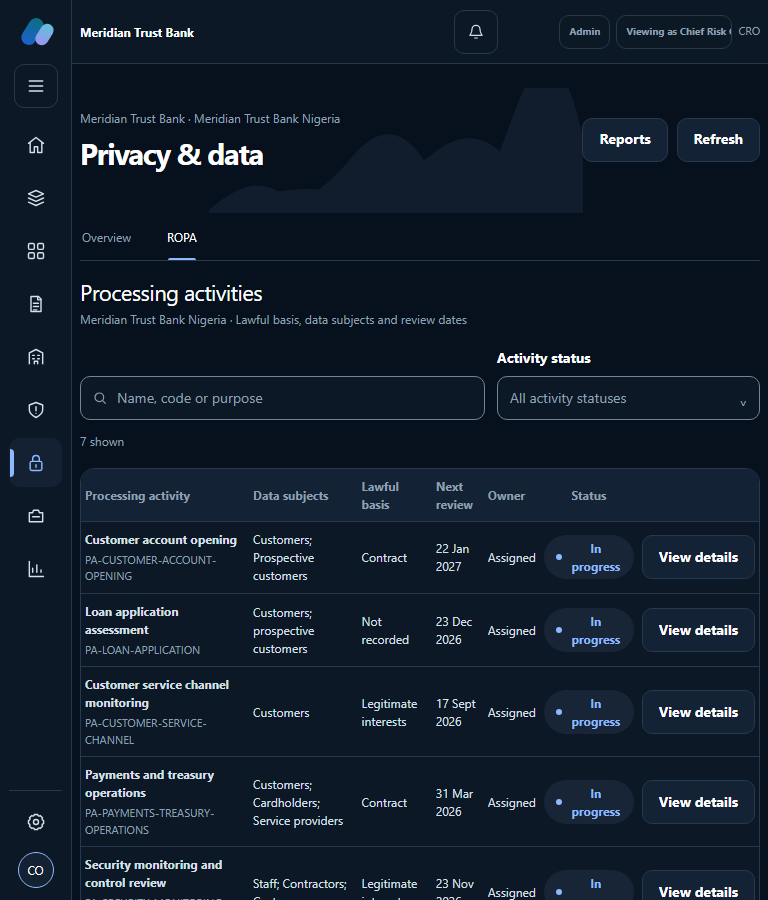 Meridian Trust Bank
Admin
Viewing as Chief Risk
CRO
Meridian Trust Bank · Meridian Trust Bank Nigeria
Privacy & data
Reports
Refresh
Overview
ROPA
Processing activities
Meridian Trust Bank Nigeria · Lawful basis, data subjects and review dates
Activity status
Name, code or purpose
All activity statuses
7 shown
Processing activity
Data subjects
Lawful
basis
Next
review
Owner
Status
Customer account opening
PA-CUSTOMER-ACCOUNT-
OPENING
Customers;
Prospective
customers
Contract
22 Jan
2027
Assigned
In
progress
View details
Loan application
assessment
PA-LOAN-APPLICATION
Customers;
prospective
customers
Not
recorded
23 Dec
2026
Assigned
In
progress
View details
Customer service channel
monitoring
PA-CUSTOMER-SERVICE-
CHANNEL
Customers
Legitimate
interests
17 Sept
2026
Assigned
In
progress
View details
Payments and treasury
operations
PA-PAYMENTS-TREASURY-
OPERATIONS
Customers;
Cardholders;
Service providers
Contract
31 Mar
2026
Assigned
In
progress
View details
Security monitoring and
control review
Staff; Contractors;
Legitimate
23 Nov
Assigned
In
View details
CO